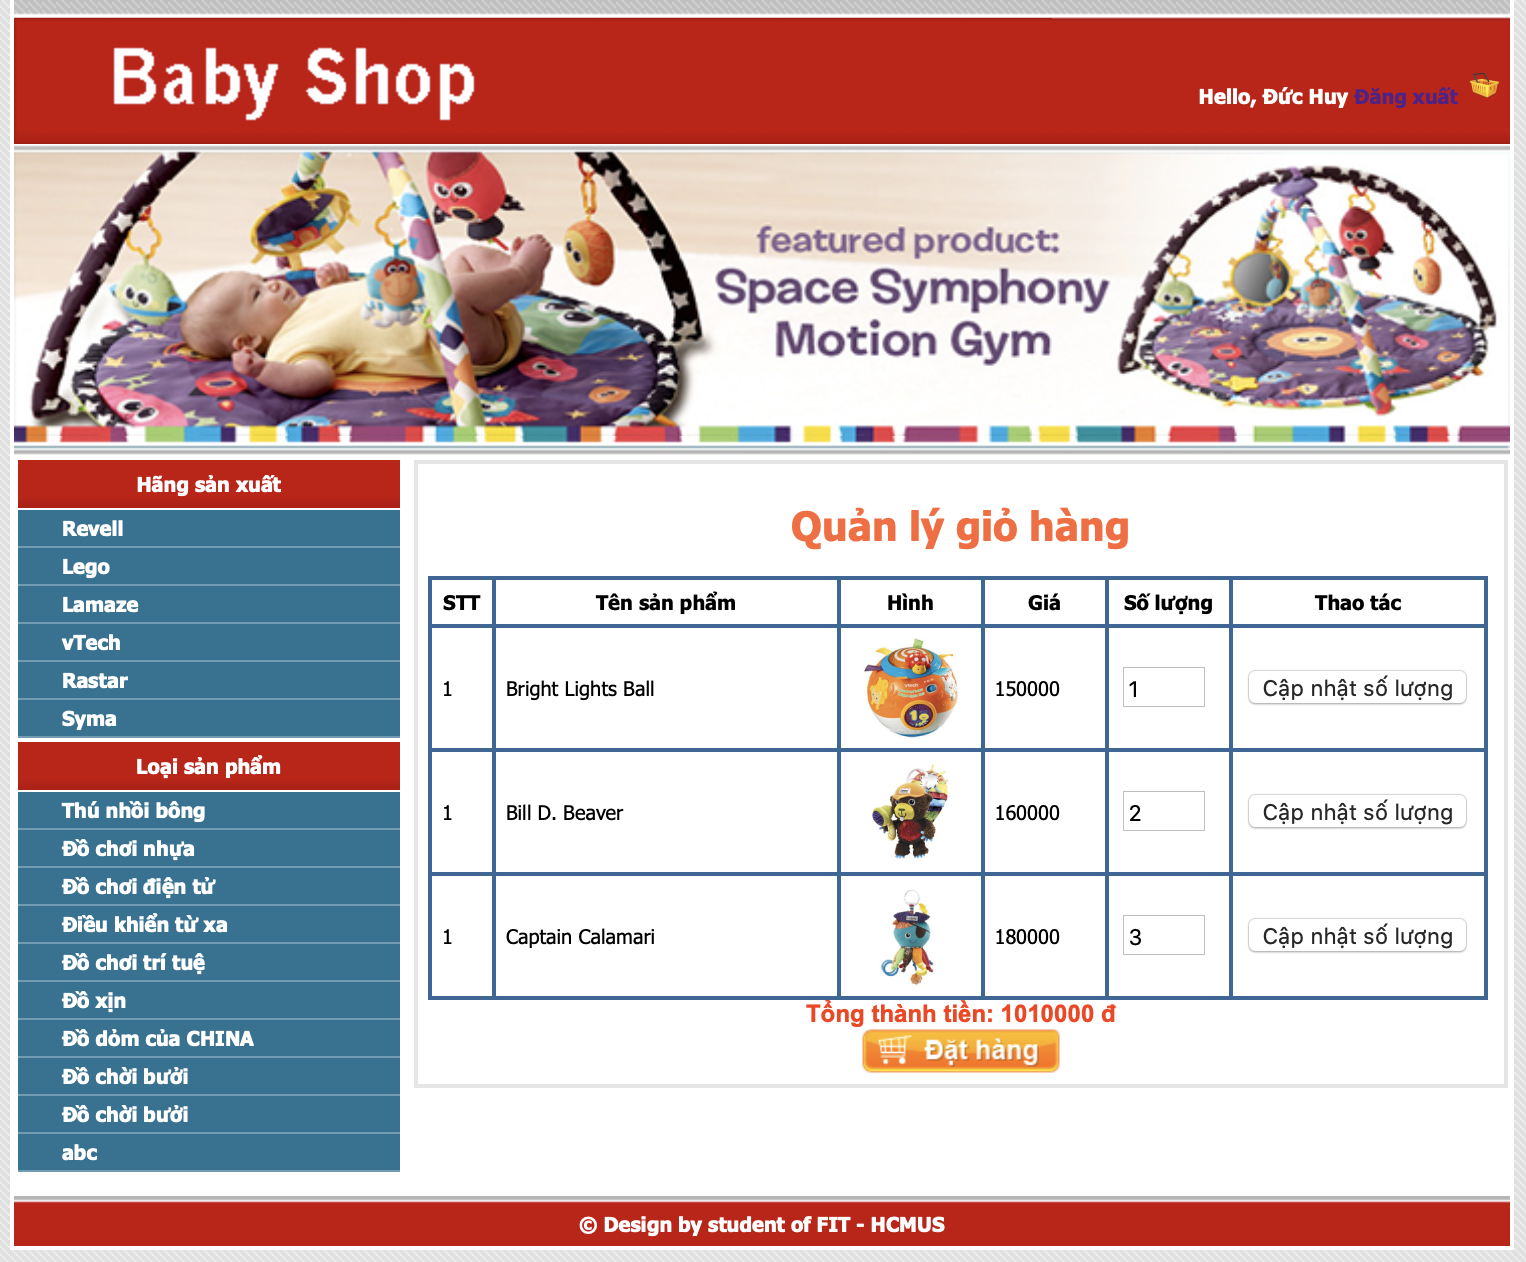 Baby Shop
Hello, Đức Huy Đăng xuất
featured product:
Space Symphony
Motion Gym
Hãng sản xuất
Revell
Lego
Lamaze
vTech
Rastar
Syma
Loại sản phẩm
Thú nhồi bông
Đồ chơi nhựa
Đồ chơi điện tử
Điều khiển từ xa
Đồ chơi trí tuệ
Đồ xịn
Đồ dỏm của CHINA
Đồ chời bưởi
Đồ chời bưởi
abc
Quản lý giỏ hàng
STT Tên sản phẩm Hình Giá Số lượng Thao tác
1 Bright Lights Ball 150000 1 Cập nhật số lượng
1 Bill D. Beaver 160000 2 Cập nhật số lượng
1 Captain Calamari 180000 3 Cập nhật số lượng
Tổng thành tiền: 1010000 đ
Đặt hàng
© Design by student of FIT - HCMUS